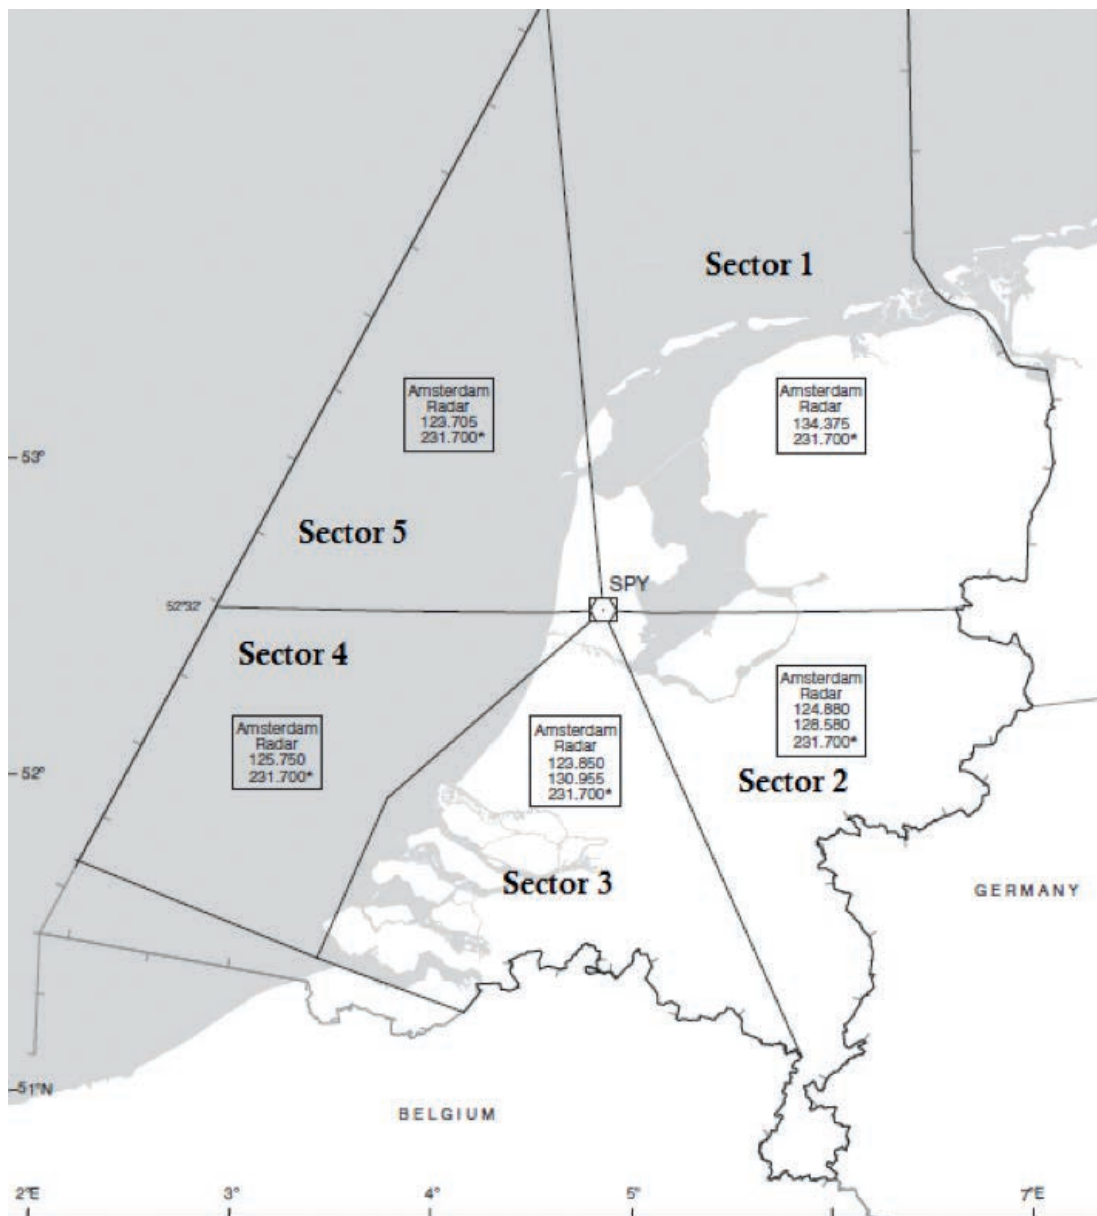 Sector 1
Amsterdam
Radar
123.705
231.700*
Amsterdam
Radar
134.375
231.700*
53°
Sector 5
SPY
52°32'
Sector 4
Amsterdam
Radar
124.880
128.580
231.700*
Amsterdam
Radar
125.750
231.700*
Amsterdam
Radar
123.850
130.955
231.700*
52°
Sector 2
Sector 3
GERMANY
51°N
BELGIUM
2°E
3°
4°
5°
7°E